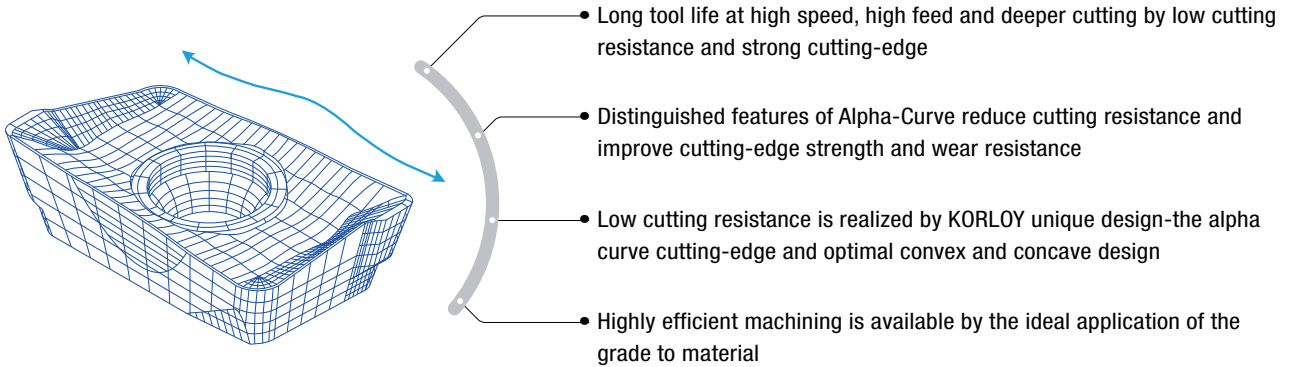 Long tool life at high speed, high feed and deeper cutting by low cutting
resistance and strong cutting-edge
Distinguished features of Alpha-Curve reduce cutting resistance and
improve cutting-edge strength and wear resistance
Low cutting resistance is realized by KORLOY unique design-the alpha
curve cutting-edge and optimal convex and concave design
Highly efficient machining is available by the ideal application of the
grade to material